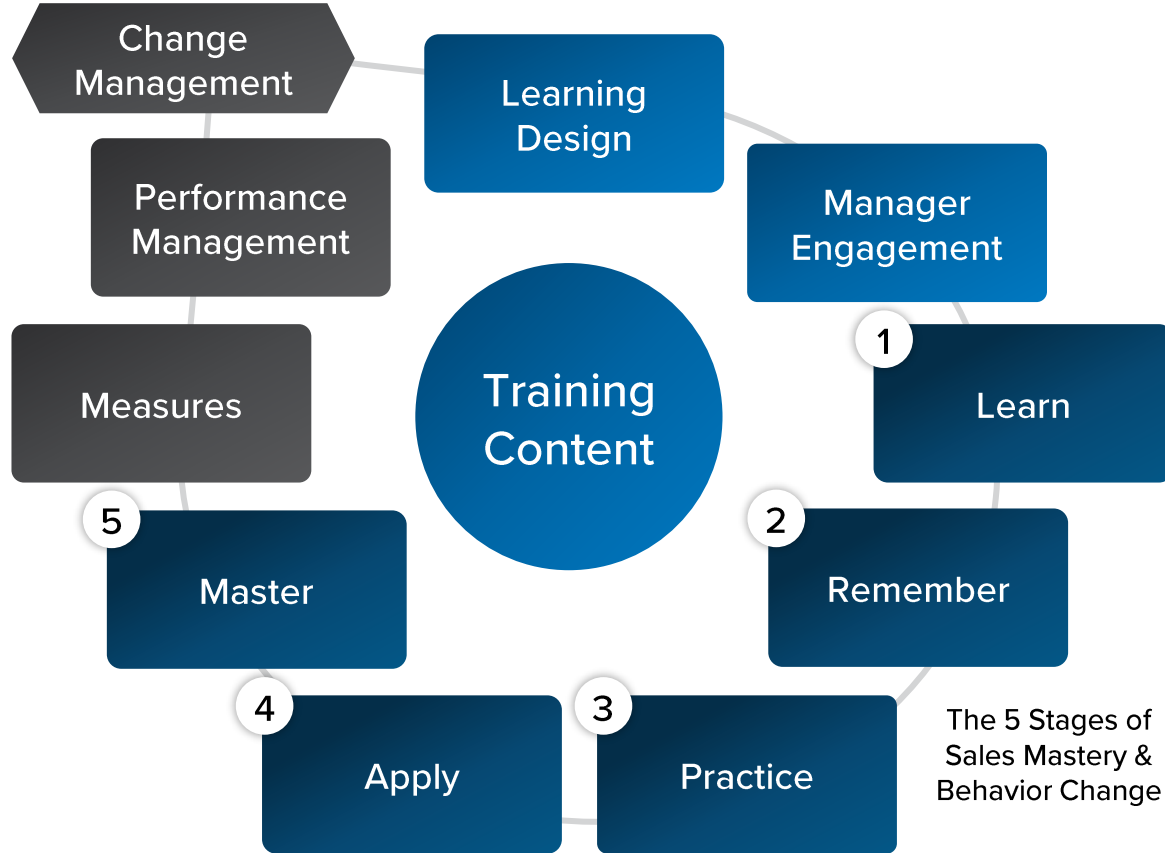 Change
Management
Learning
Design
Performance
Management
Manager
Engagement
1
Learn
Training
Content
Measures
5
Master
2
Remember
4
Apply
3
Practice
The 5 Stages of
Sales Mastery &
Behavior Change